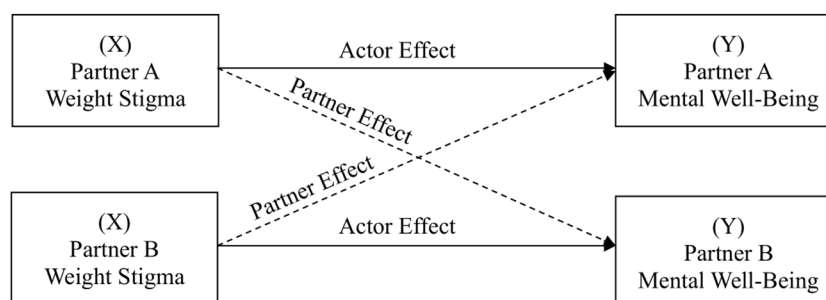 (X)
Partner A
Weight Stigma
Actor Effect
(Y)
Partner A
Mental Well-Being
Partner Effect
Partner Effect
(X)
Partner B
Weight Stigma
Actor Effect
(Y)
Partner B
Mental Well-Being